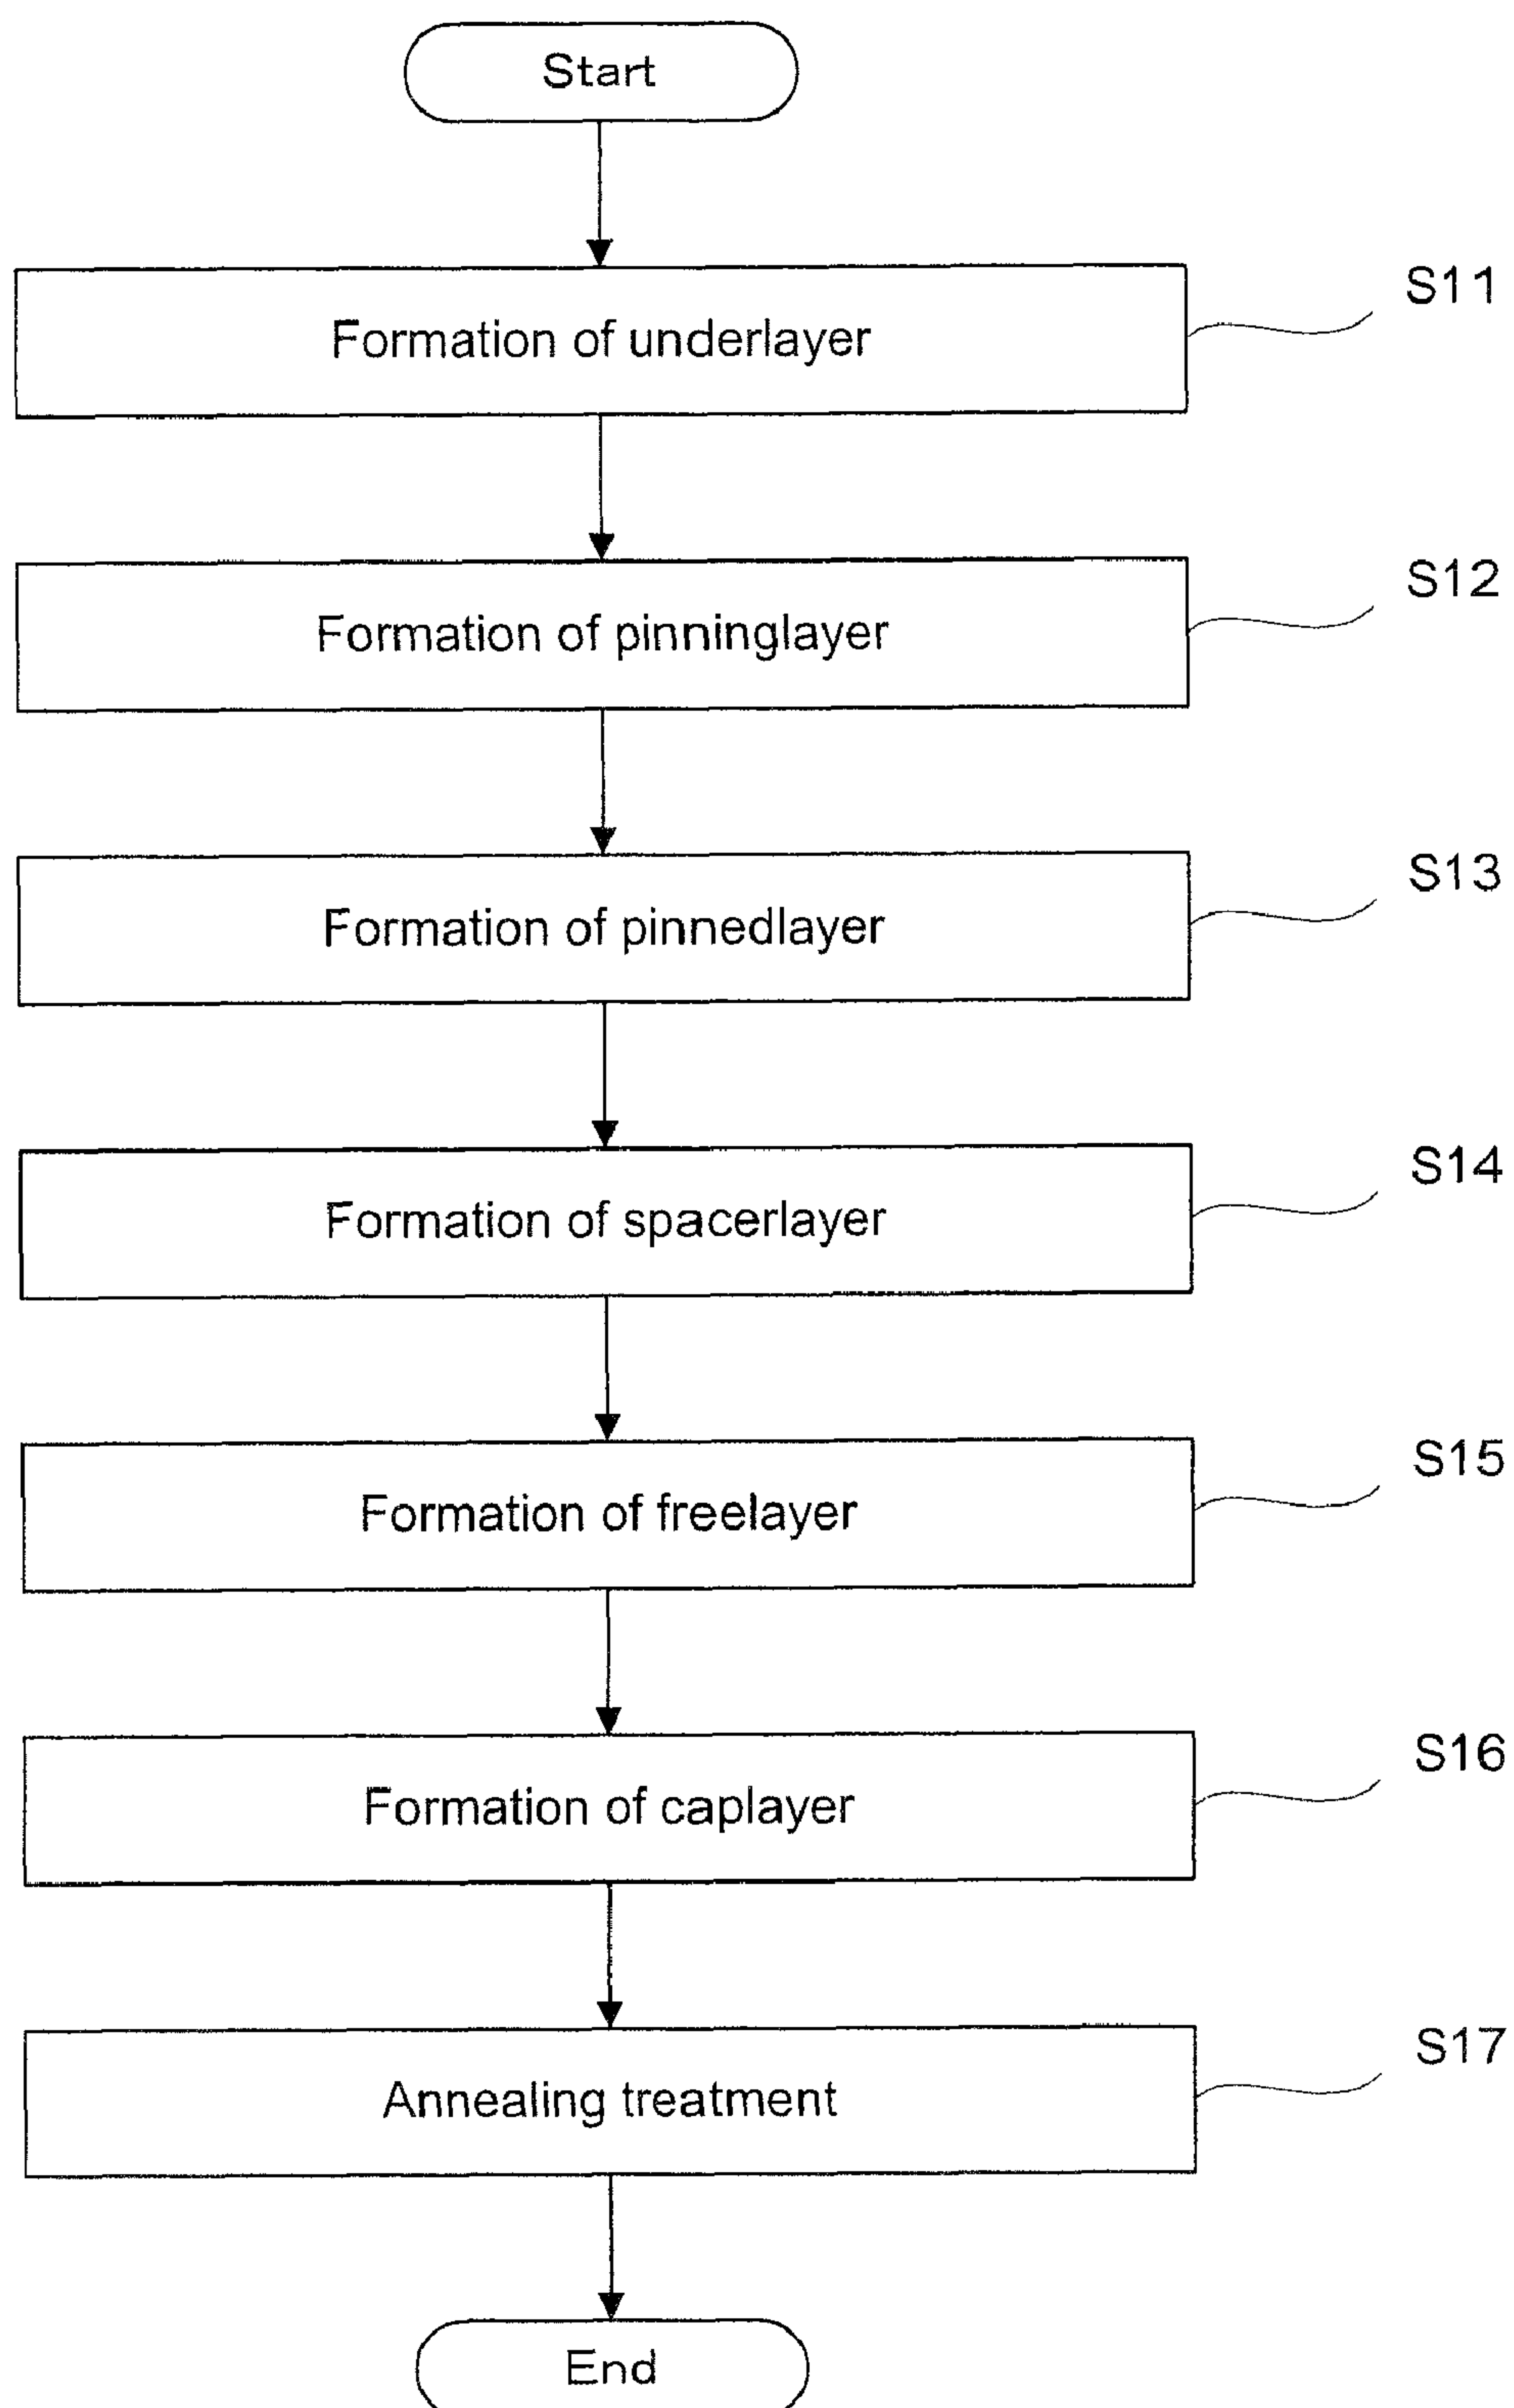 Start
Formation of underlayer
S11
Formation of pinninglayer
S12
Formation of pinnedlayer
S13
Formation of spacerlayer
S14
Formation of freelayer
S15
Formation of caplayer
S16
Annealing treatment
S17
End